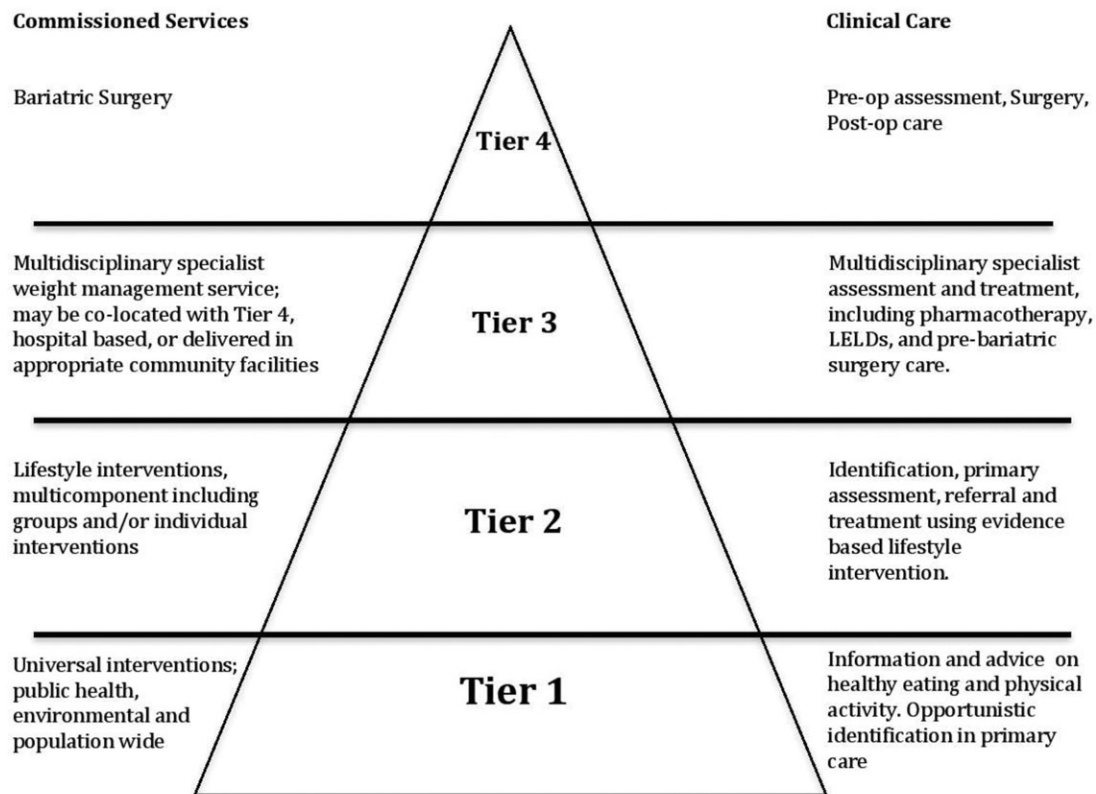 Commissioned Services
Clinical Care
Bariatric Surgery
Tier 4
Pre-op assessment, Surgery,
Post-op care
Multidisciplinary specialist
weight management service;
may be co-located with Tier 4,
hospital based, or delivered in
appropriate community facilities
Tier 3
Multidisciplinary specialist
assessment and treatment,
including pharmacotherapy,
LELDs, and pre-bariatric
surgery care.
Lifestyle interventions,
multicomponent including
groups and/or individual
interventions
Tier 2
Identification, primary
assessment, referral and
treatment using evidence
based lifestyle
intervention.
Universal interventions;
public health,
environmental and
population wide
Tier 1
Information and advice on
healthy eating and physical
activity. Opportunistic
identification in primary
care